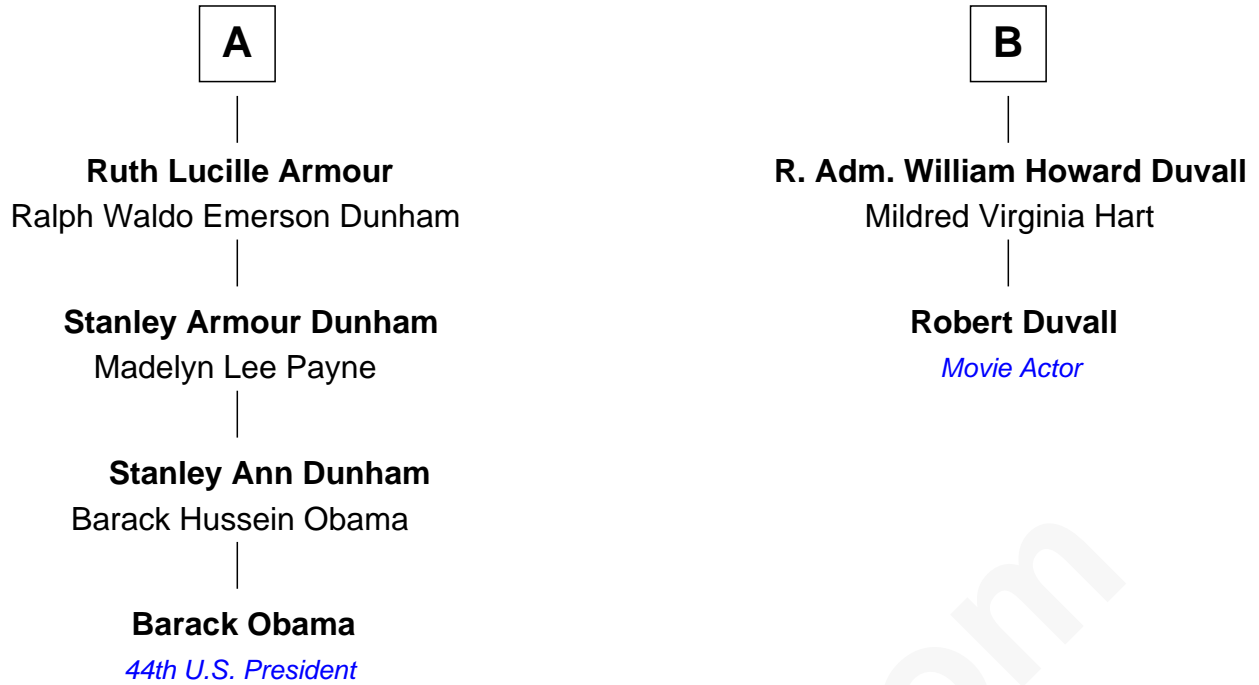 A
Ruth Lucille Armour
Ralph Waldo Emerson Dunham
Stanley Armour Dunham
Madelyn Lee Payne
Stanley Ann Dunham
Barack Hussein Obama
Barack Obama
44th U.S. President
B
R. Adm. William Howard Duvall
Mildred Virginia Hart
Robert Duvall
Movie Actor
om